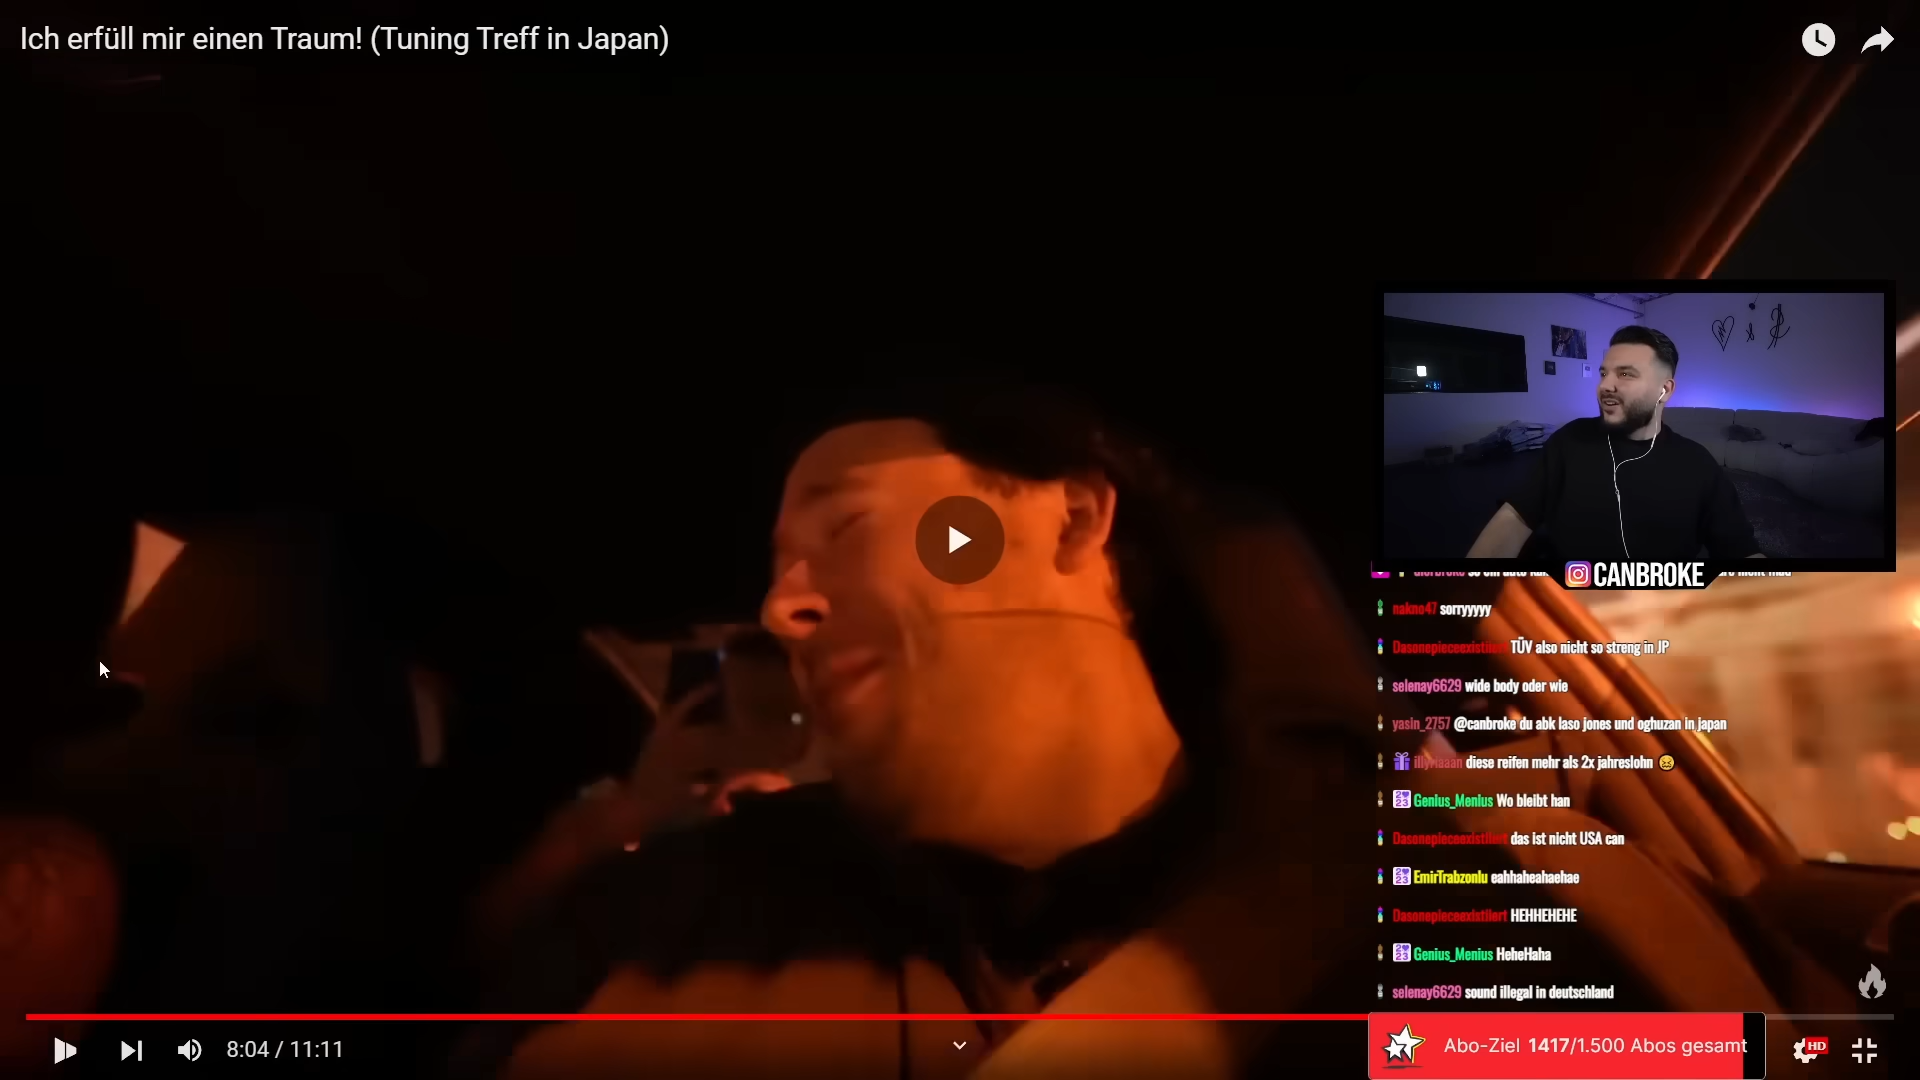 Ich erfüll mir einen Traum! (Tuning Treff in Japan)
CANBROKE
nakno47 sorryyyyy
TÜV also nicht so streng in JP
selenay6629 wide body oder wie
yasin_2757 @canbroke du abk laso jones und oghuzan in japan
diese reifen mehr als 2x jahreslohn
Genius_Menius Wo bleibt han
das ist nicht USA can
EmirTrabzonlu eahhaheahaehae
HEHHEHEHE
Genius_Menius HeheHaha
selenay6629 sound illegal in deutschland
8:04 / 11:11
Abo-Ziel 1417/1.500 Abos gesamt
HD